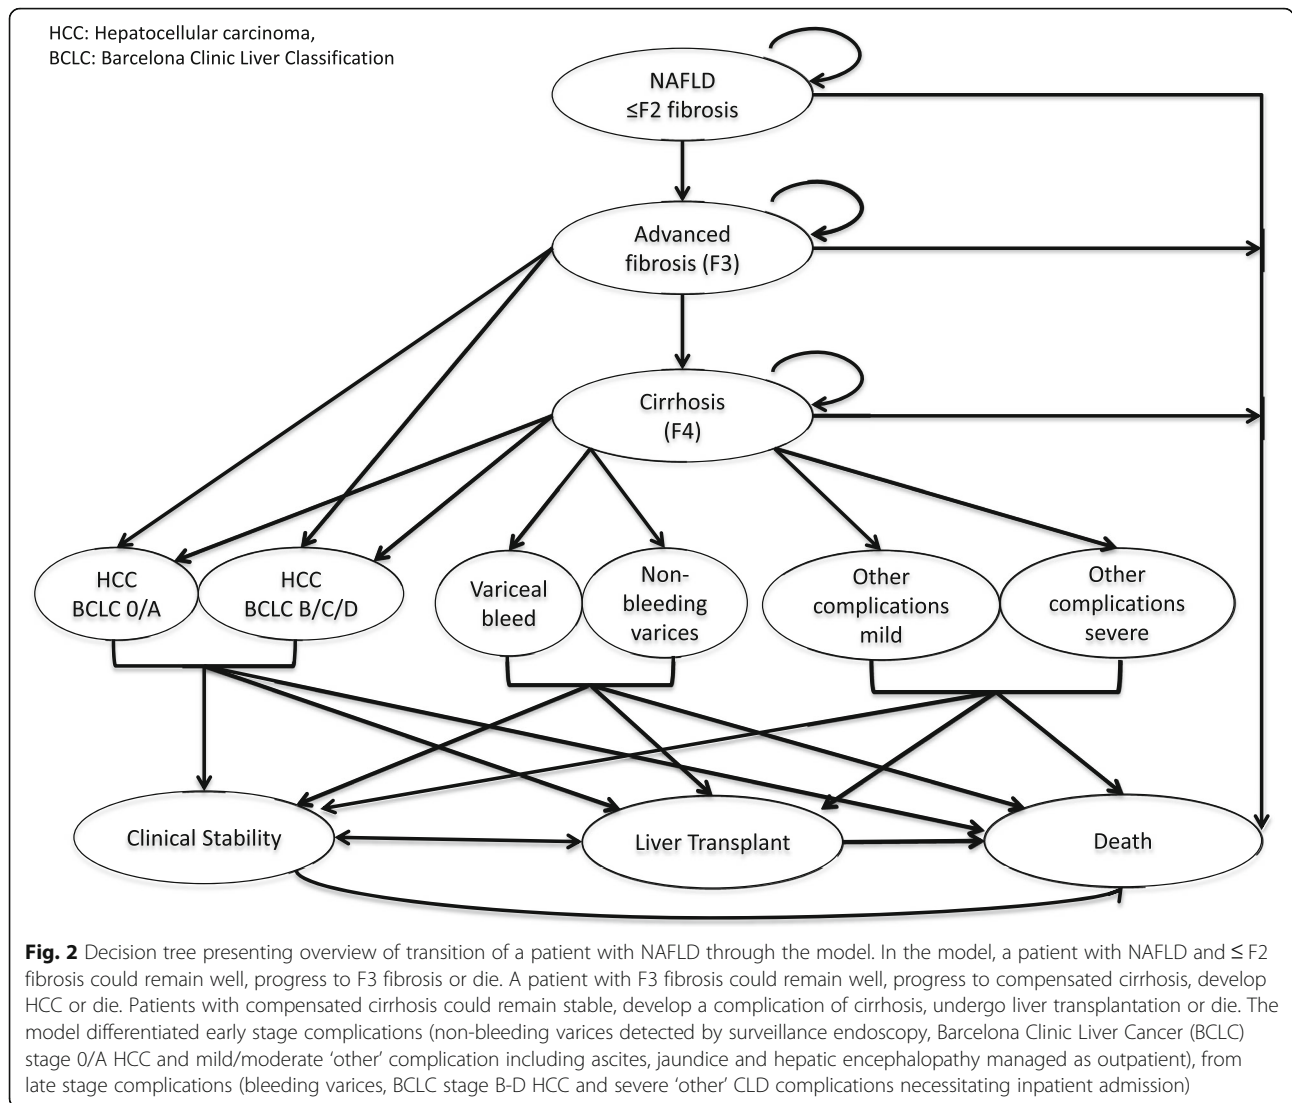 HCC: Hepatocellular carcinoma,
BCLC: Barcelona Clinic Liver Classification
NAFLD
≤F2 fibrosis
Advanced
fibrosis (F3)
Cirrhosis
(F4)
HCC
BCLC 0/A
HCC
BCLC B/C/D
Variceal
bleed
Non-
bleeding
varices
Other
complications
mild
Other
complications
severe
Clinical Stability
Liver Transplant
Death
Fig. 2 Decision tree presenting overview of transition of a patient with NAFLD through the model. In the model, a patient with NAFLD and ≤ F2
fibrosis could remain well, progress to F3 fibrosis or die. A patient with F3 fibrosis could remain well, progress to compensated cirrhosis, develop
HCC or die. Patients with compensated cirrhosis could remain stable, develop a complication of cirrhosis, undergo liver transplantation or die. The
model differentiated early stage complications (non-bleeding varices detected by surveillance endoscopy, Barcelona Clinic Liver Cancer (BCLC)
stage 0/A HCC and mild/moderate ‘other’ complication including ascites, jaundice and hepatic encephalopathy managed as outpatient), from
late stage complications (bleeding varices, BCLC stage B-D HCC and severe ‘other’ CLD complications necessitating inpatient admission)